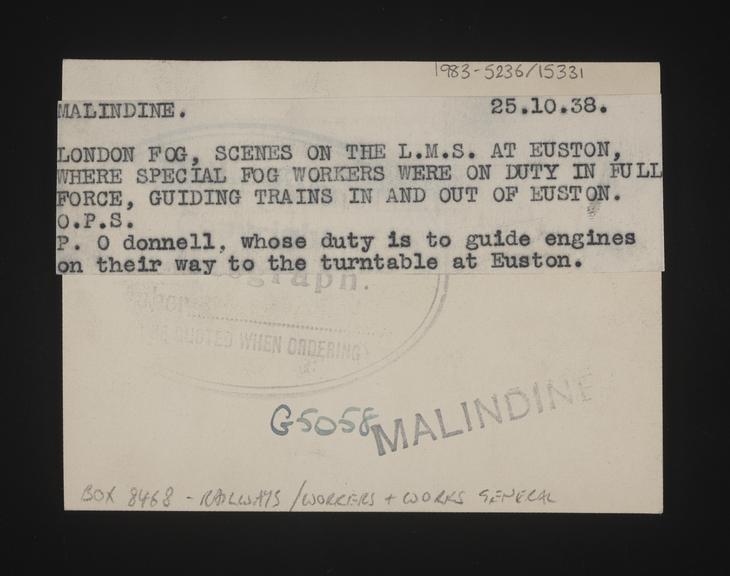 1983-5236/15331
MALINDINE. 25.10.38.
LONDON FOG, SCENES ON THE L.M.S. AT EUSTON,
WHERE SPECIAL FOG WORKERS WERE ON DUTY IN FULL
FORCE, GUIDING TRAINS IN AND OUT OF EUSTON.
O.P.S.
P. O donnell, whose duty is to guide engines
on their way to the turntable at Euston.
QUOTED WHEN ORDERING
G5058
MALINDINE
BOX 8468 - RAILWAYS / WORKERS + WORKS GENERAL